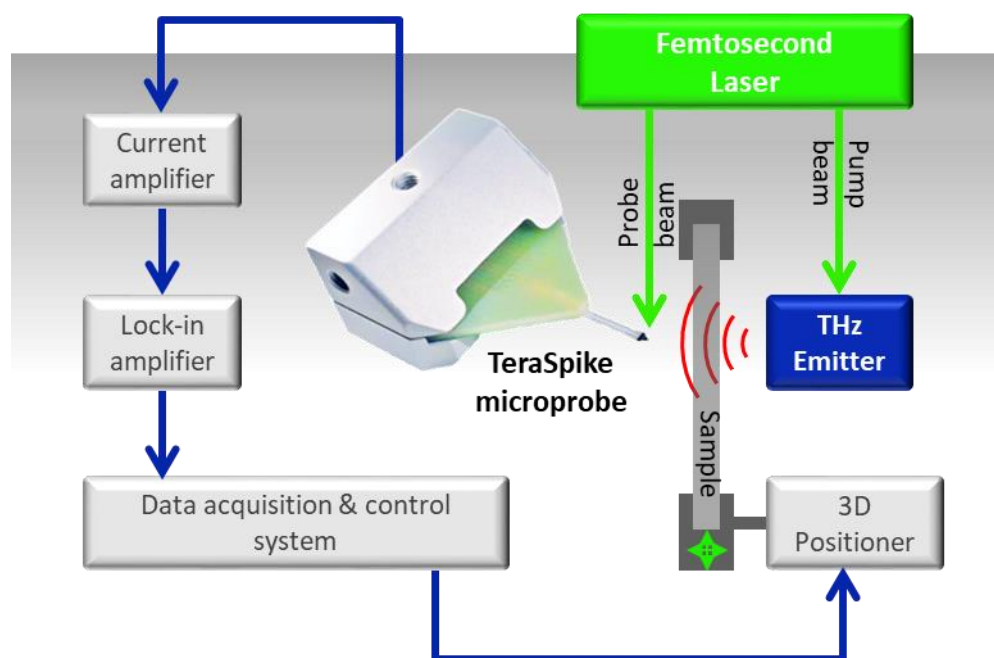 Femtosecond
Laser
Current
amplifier
Probe
beam
Pump
beam
Lock-in
amplifier
THz
Emitter
TeraSpike
microprobe
Sample
Data acquisition & control
system
3D
Positioner